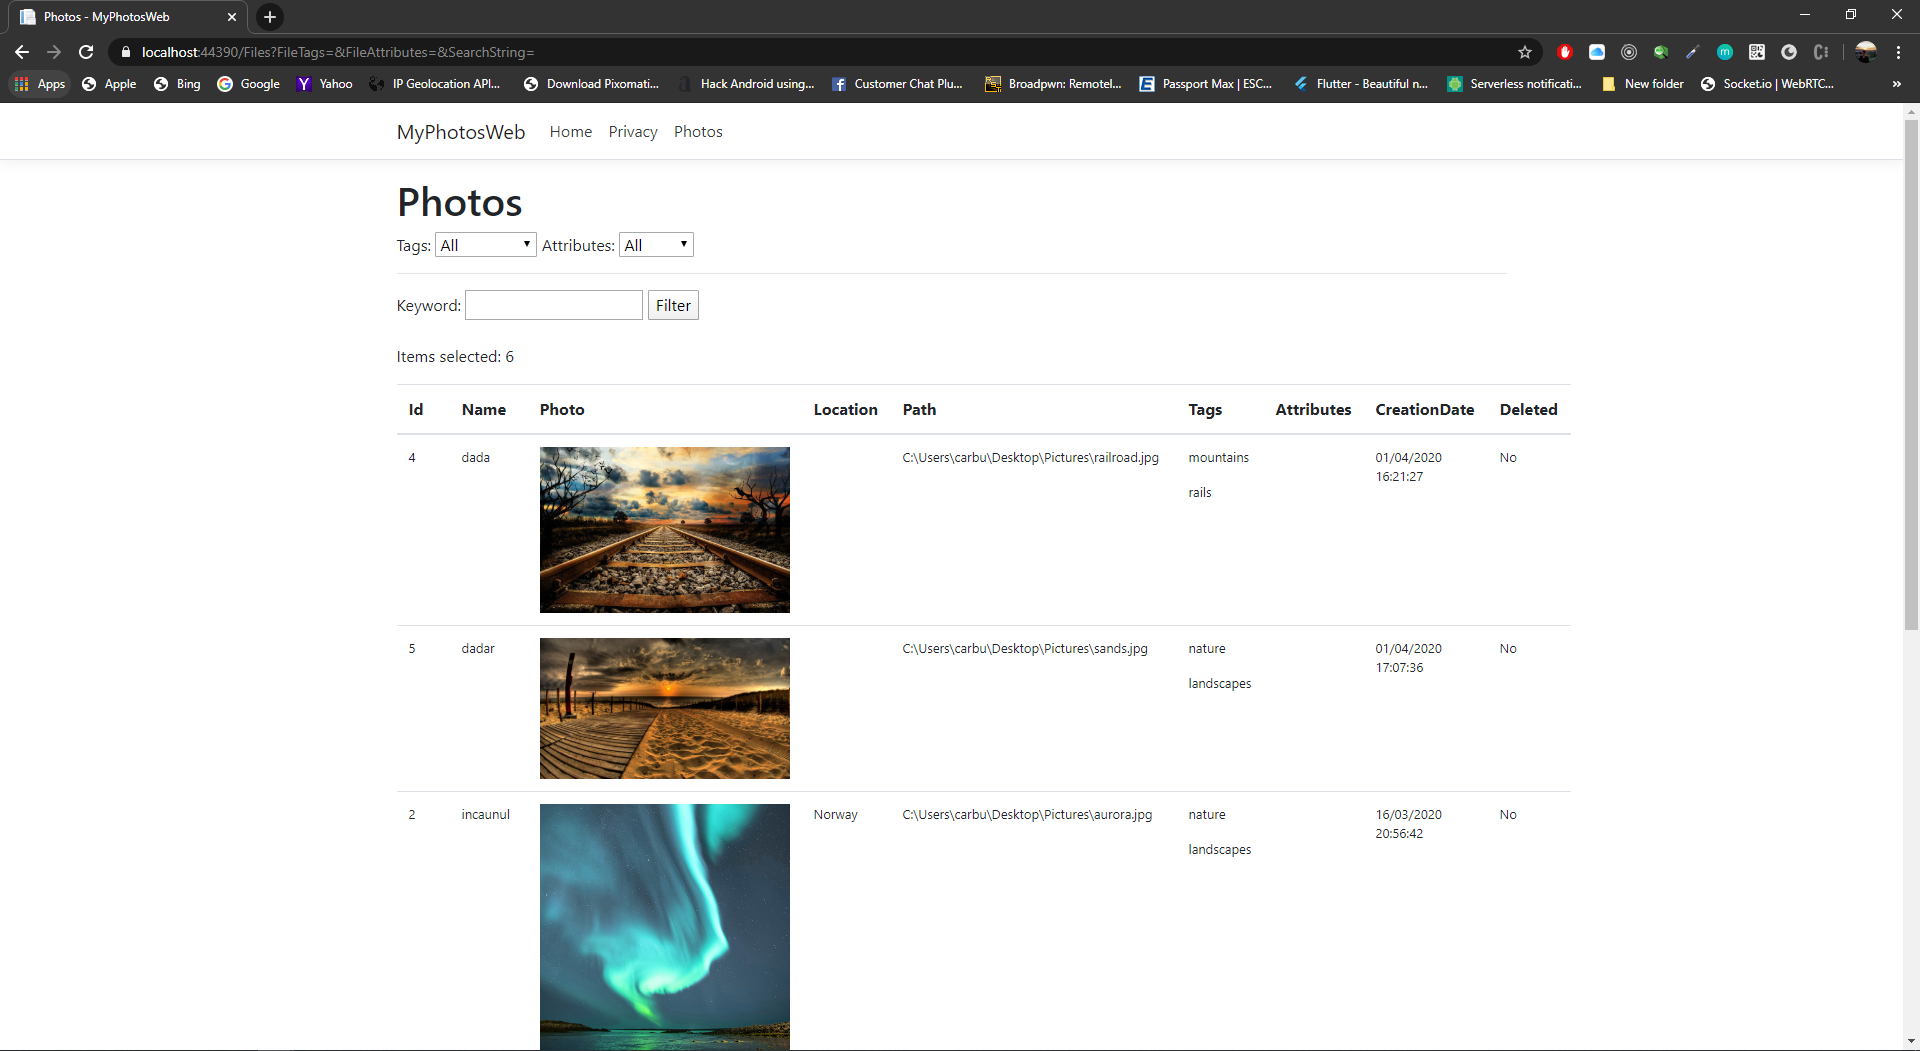 Photos - MyPhotosWeb
localhost:44390/Files?FileTags=&FileAttributes=&SearchString=
Apps Apple Bing Google Yahoo IP Geolocation API... Download Pixomati... Hack Android using... Customer Chat Plu... Broadpwn: Remotel... Passport Max | ESC... Flutter - Beautiful n... Serverless notificati... New folder Socket.io | WebRTC... »
MyPhotosWeb Home Privacy Photos
Photos
Tags: All Attributes: All
Keyword: Filter
Items selected: 6
Id Name Photo Location Path Tags Attributes CreationDate Deleted
4 dada C:\Users\carbu\Desktop\Pictures\railroad.jpg mountains 01/04/2020 No
16:21:27
rails
5 dadar C:\Users\carbu\Desktop\Pictures\sands.jpg nature 01/04/2020 No
17:07:36
landscapes
2 incaunul Norway C:\Users\carbu\Desktop\Pictures\aurora.jpg nature 16/03/2020 No
20:56:42
landscapes